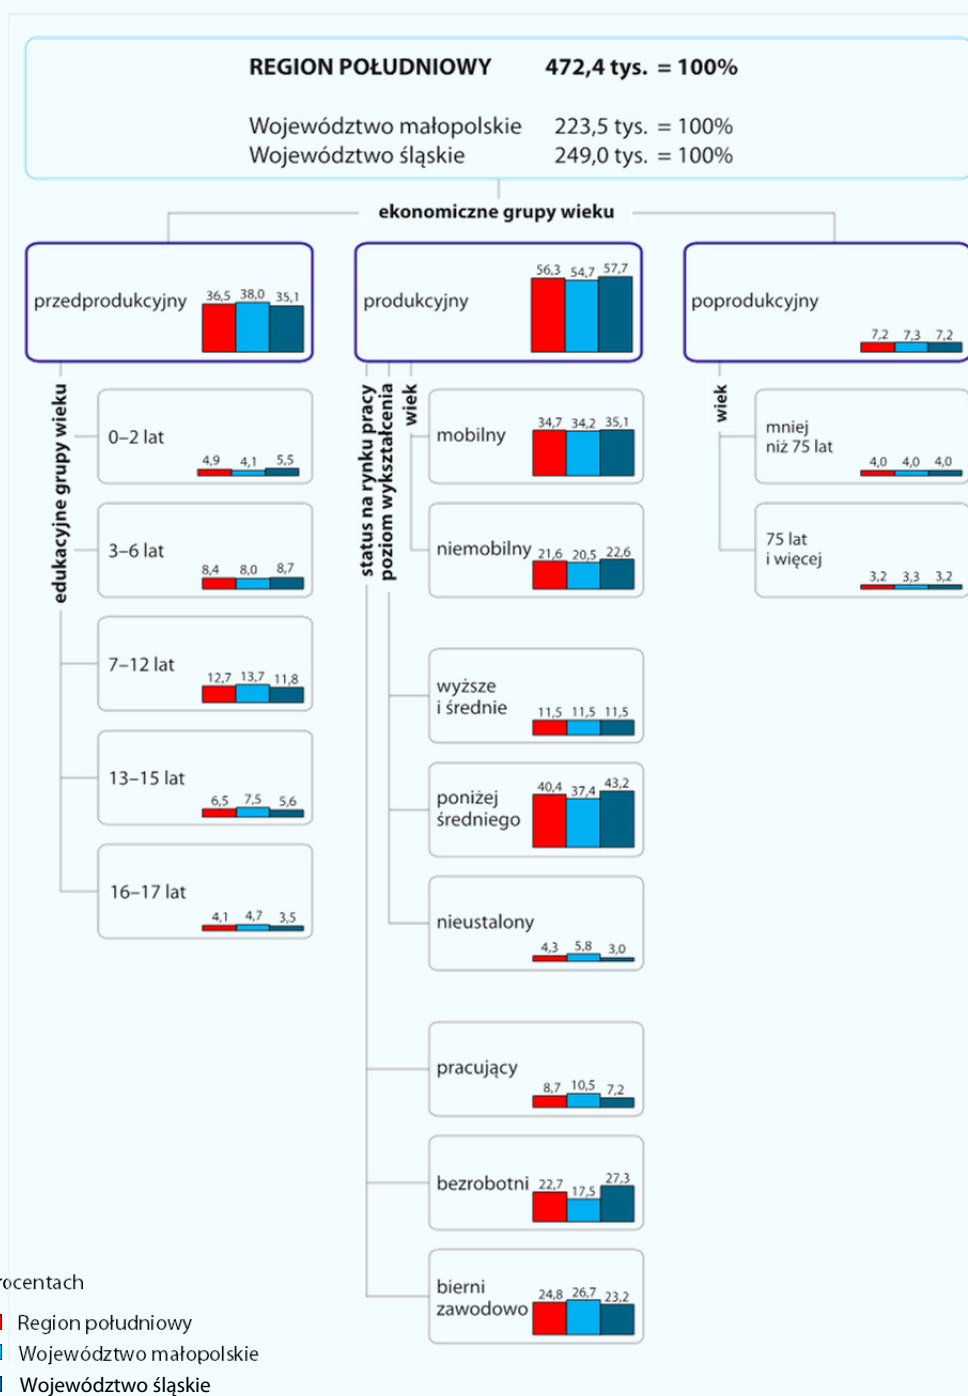 REGION POŁUDNIOWY 472,4 tys. = 100%
Województwo małopolskie 223,5 tys. = 100%
Województwo śląskie 249,0 tys. = 100%
ekonomiczne grupy wieku
przedprodukcyjny
36,5 38,0 35,1
produkcyjny
56,3 54,7 57,7
poprodukcyjny
7,2 7,3 7,2
edukacyjne grupy wieku
0–2 lat
4,9 4,1 5,5
3–6 lat
8,4 8,0 8,7
7–12 lat
12,7 13,7 11,8
13–15 lat
6,5 7,5 5,6
16–17 lat
4,1 4,7 3,5
status na rynku pracy
poziom wykształcenia
wiek
mobilny
34,7 34,2 35,1
niemobilny
21,6 20,5 22,6
wyższe
i średnie
11,5 11,5 11,5
poniżej
średniego
40,4 37,4 43,2
nieustalony
4,3 5,8 3,0
pracujący
8,7 10,5 7,2
bezrobotni
22,7 17,5 27,3
bierni
zawodowo
24,8 26,7 23,2
wiek
mniej
niż 75 lat
4,0 4,0 4,0
75 lat
i więcej
3,2 3,3 3,2
rocentach
Region południowy
Województwo małopolskie
Województwo śląskie